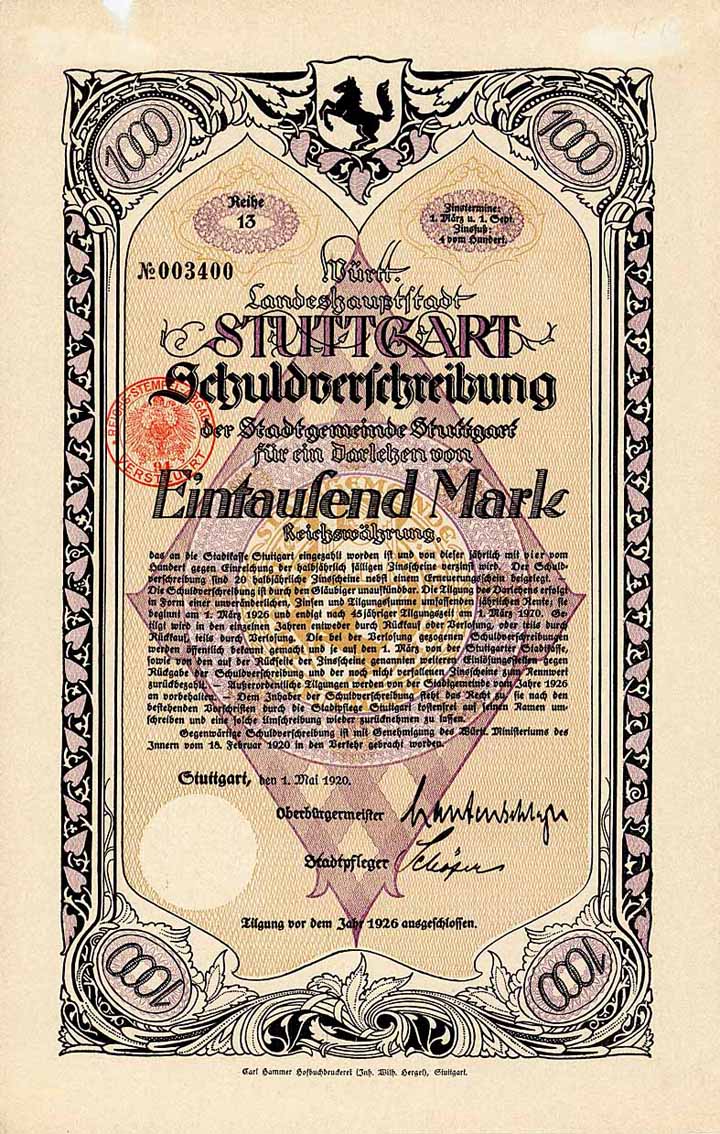 1000
1000
Reihe
13
Zinstermine:
1. März u. 1. Sept.
Zinsfuß:
4 vom Hundert.
№ 003400
Württ.
Landeshauptstadt
STUTTGART
Schuldverschreibung
der Stadtgemeinde Stuttgart
für ein Darlehen von
Eintausend Mark
Reichswährung,
das an die Stadtkasse Stuttgart eingezahlt worden ist und von dieser jährlich mit vier vom
Hundert gegen Einreichung der halbjährlich fälligen Zinsscheine verzinst wird. Der Schuld-
verschreibung sind 20 halbjährliche Zinsscheine nebst einem Erneuerungsschein beigelegt.
Die Schuldverschreibung ist durch den Gläubiger unaufkündbar. Die Tilgung des Darlehens erfolgt
in Form einer unveränderlichen, Zinsen und Tilgungssumme umfassenden jährlichen Rente; sie
beginnt am 1. März 1926 und endigt nach 45jähriger Tilgungszeit am 1. März 1970. Ge-
tilgt wird in den einzelnen Jahren entweder durch Rückkauf oder Verlosung, oder teils durch
Rückkauf, teils durch Verlosung. Die bei der Verlosung gezogenen Schuldverschreibungen
werden öffentlich bekannt gemacht und je auf den 1. März von der Stuttgarter Stadtkasse,
sowie von den auf der Rückseite der Zinsscheine genannten weiteren Einlösungsstellen gegen
Rückgabe der Schuldverschreibung und der noch nicht verfallenen Zinsscheine zum Nennwert
zurückbezahlt. – Außerordentliche Tilgungen werden von der Stadtgemeinde vom Jahre 1926
an vorbehalten. – Dem Inhaber der Schuldverschreibung steht das Recht zu, sie nach den
bestehenden Vorschriften durch die Stadtpflege Stuttgart kostenfrei auf seinen Namen um-
schreiben und eine solche Umschreibung wieder zurücknehmen zu lassen.
Gegenwärtige Schuldverschreibung ist mit Genehmigung des Württ. Ministeriums des
Innern vom 18. Februar 1920 in den Verkehr gebracht worden.
Stuttgart, den 1. Mai 1920.
Oberbürgermeister Lautenschlager
Stadtpfleger
Tilgung vor dem Jahr 1926 ausgeschlossen.
1000
1000
Carl Hammer Hofbuchdruckerei (Inh. Wilh. Herget), Stuttgart.